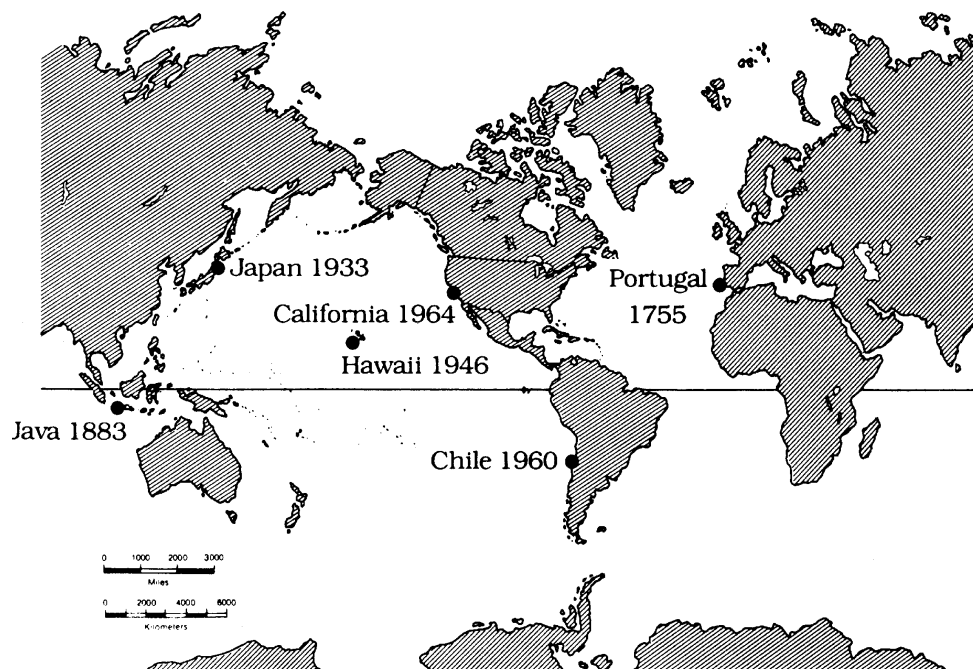 Japan 1933
Portugal
1755
California 1964
Hawaii 1946
Java 1883
Chile 1960
0 1000 2000 3000
Miles
0 2000 4000 6000
Kilometers